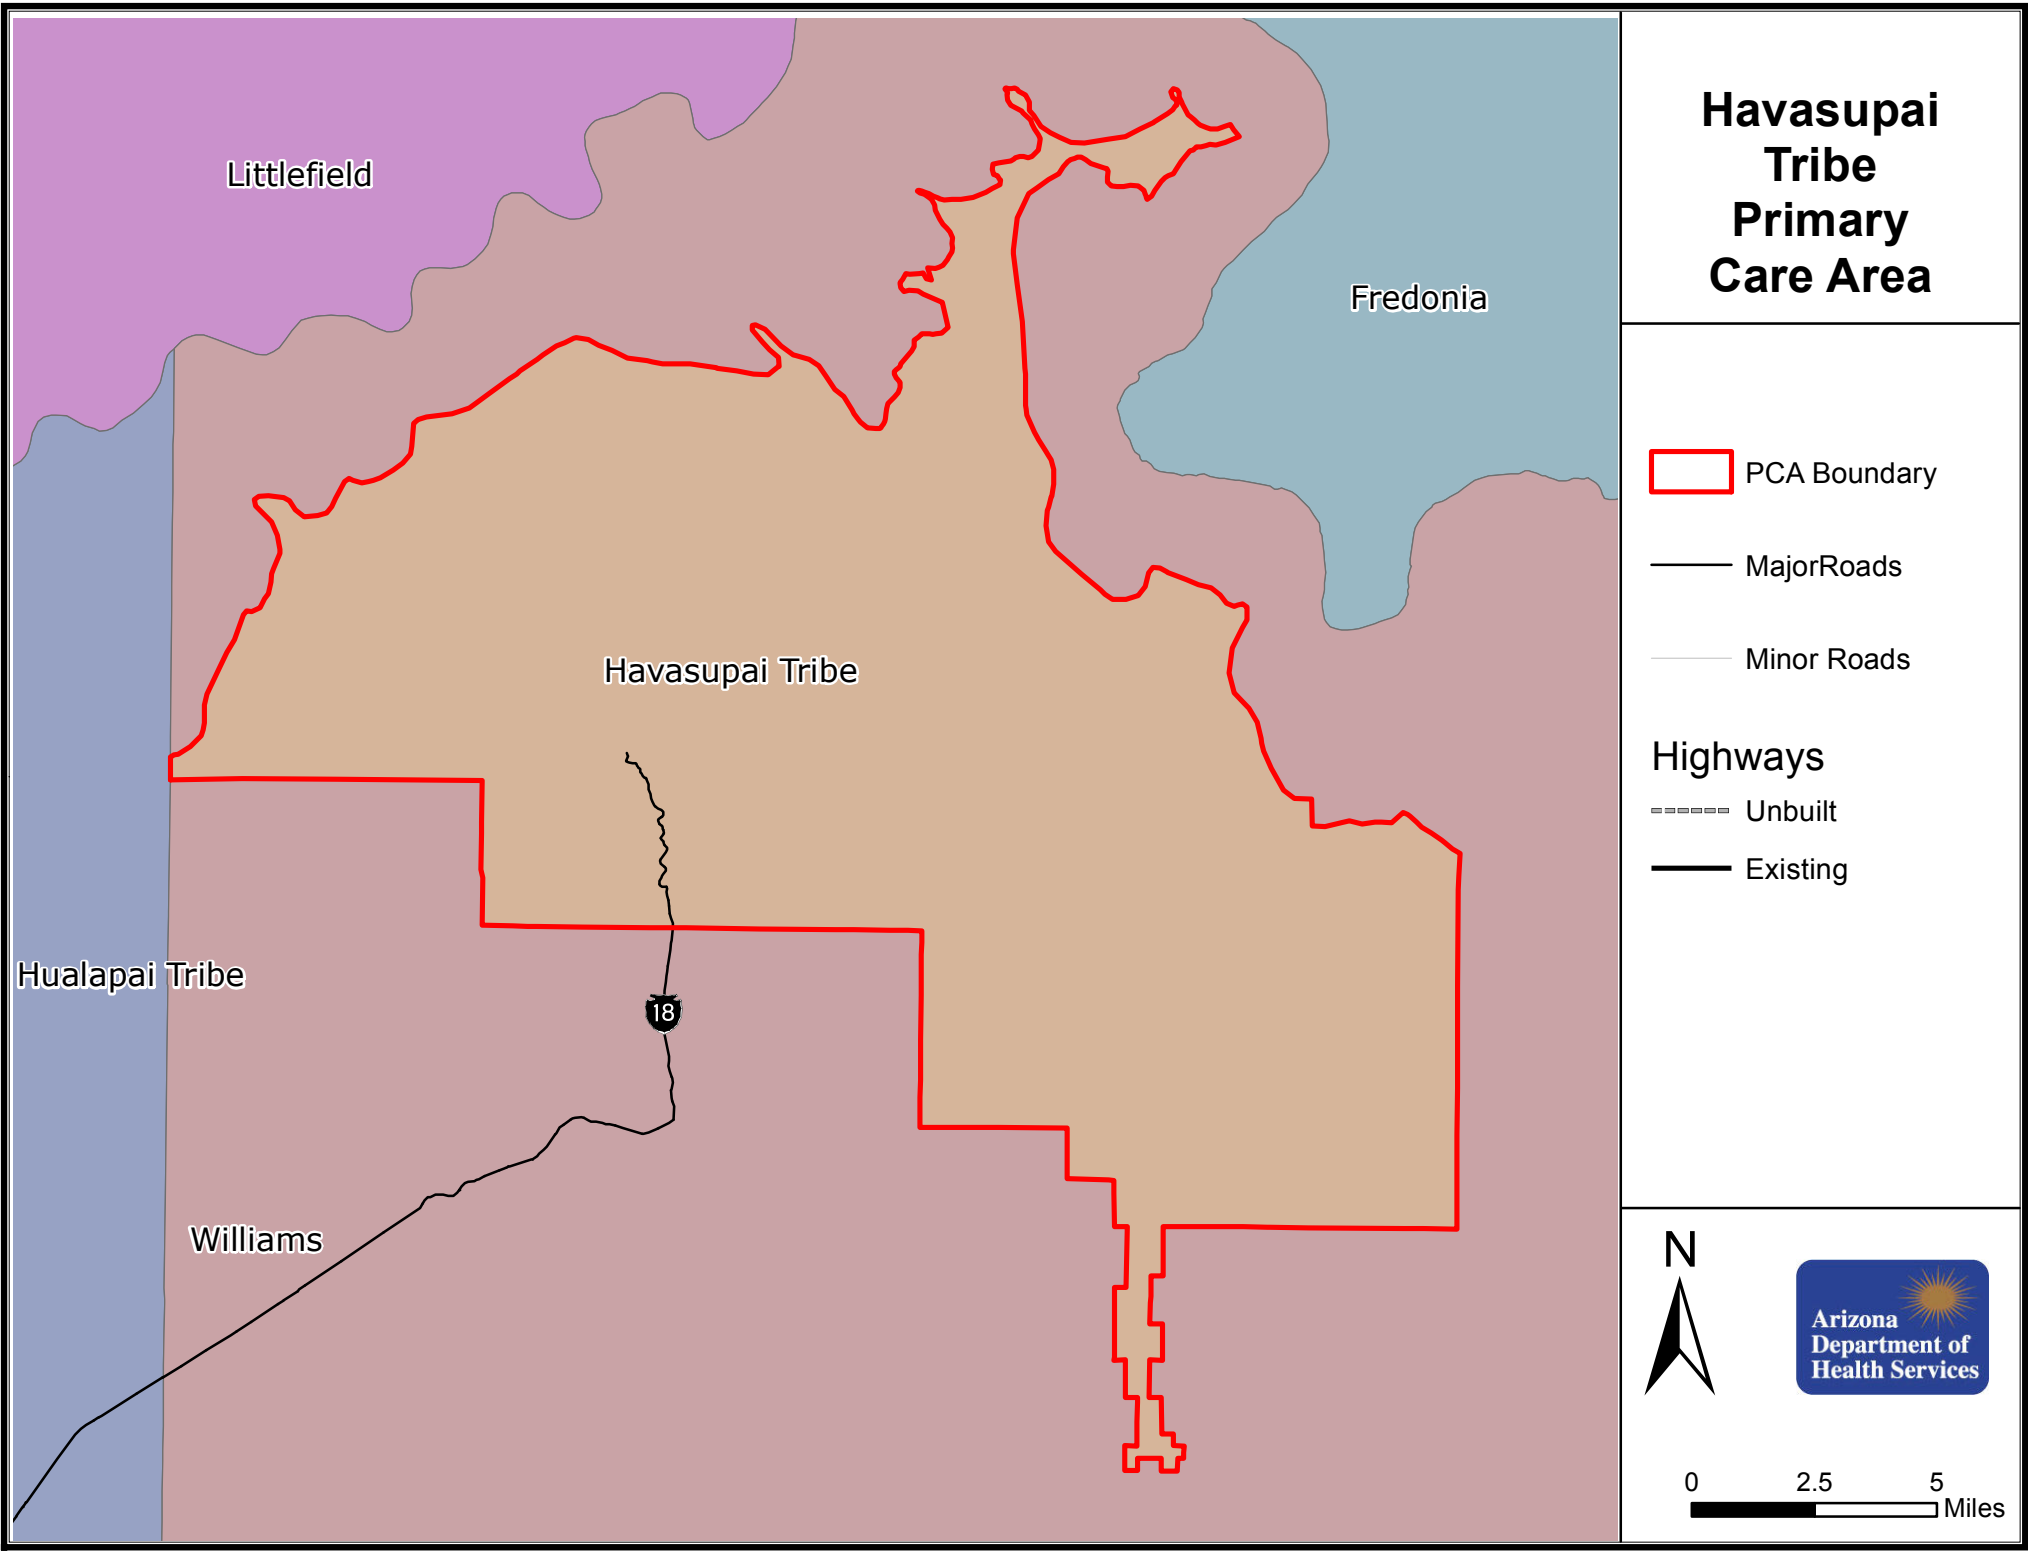 Havasupai
Tribe
Primary
Care Area
Littlefield
Fredonia
Havasupai Tribe
Hualapai Tribe
18
Williams
PCA Boundary
MajorRoads
Minor Roads
Highways
Unbuilt
Existing
N
Arizona
Department of
Health Services
0 2.5 5
Miles